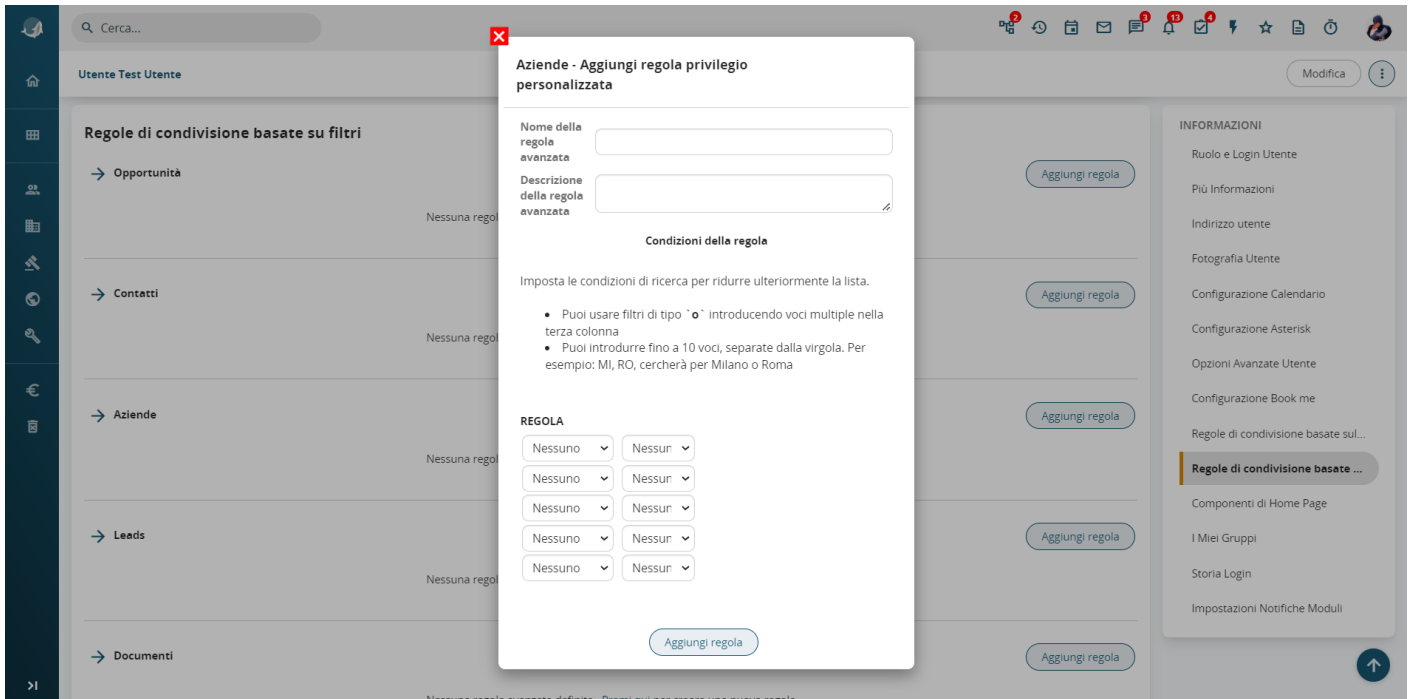 Cerca...
2
3
13
4
Utente Test Utente
Modifica
Regole di condivisione basate su filtri
Opportunità
Aggiungi regola
Nessuna regol
Contatti
Aggiungi regola
Nessuna regol
Aziende
Aggiungi regola
Nessuna regol
Leads
Aggiungi regola
Nessuna regol
Documenti
Aggiungi regola
Aziende - Aggiungi regola privilegio
personalizzata
Nome della
regola
avanzata
Descrizione
della regola
avanzata
Condizioni della regola
Imposta le condizioni di ricerca per ridurre ulteriormente la lista.
• Puoi usare filtri di tipo `o` introducendo voci multiple nella
terza colonna
• Puoi introdurre fino a 10 voci, separate dalla virgola. Per
esempio: MI, RO, cercherà per Milano o Roma
REGOLA
Nessuno Nessun
Nessuno Nessun
Nessuno Nessun
Nessuno Nessun
Nessuno Nessun
Aggiungi regola
INFORMAZIONI
Ruolo e Login Utente
Più Informazioni
Indirizzo utente
Fotografia Utente
Configurazione Calendario
Configurazione Asterisk
Opzioni Avanzate Utente
Configurazione Book me
Regole di condivisione basate sul...
Regole di condivisione basate ...
Componenti di Home Page
I Miei Gruppi
Storia Login
Impostazioni Notifiche Moduli